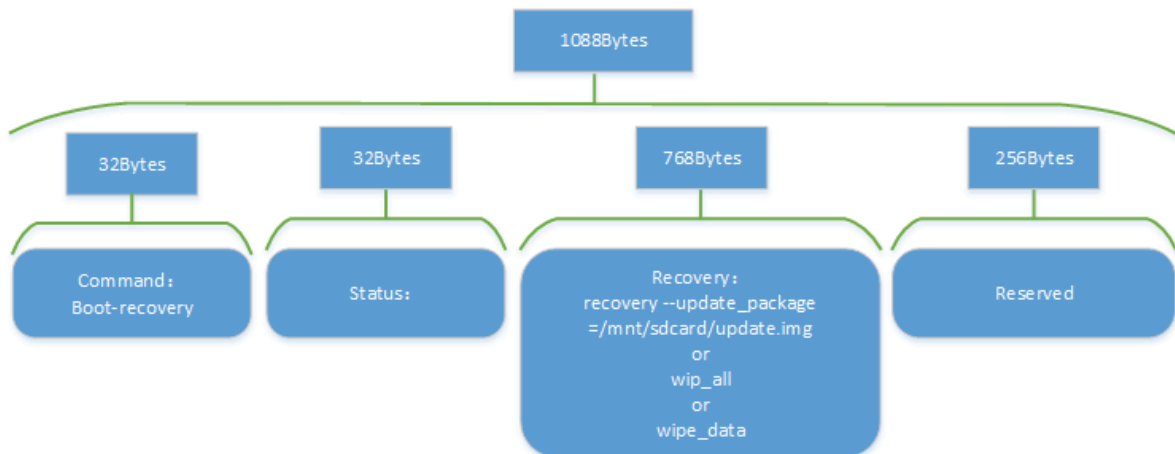 1088Bytes
32Bytes
32Bytes
768Bytes
256Bytes
Command：
Boot-recovery
Status：
Recovery：
recovery --update_package
=/mnt/sdcard/update.img
or
wip_all
or
wipe_data
Reserved